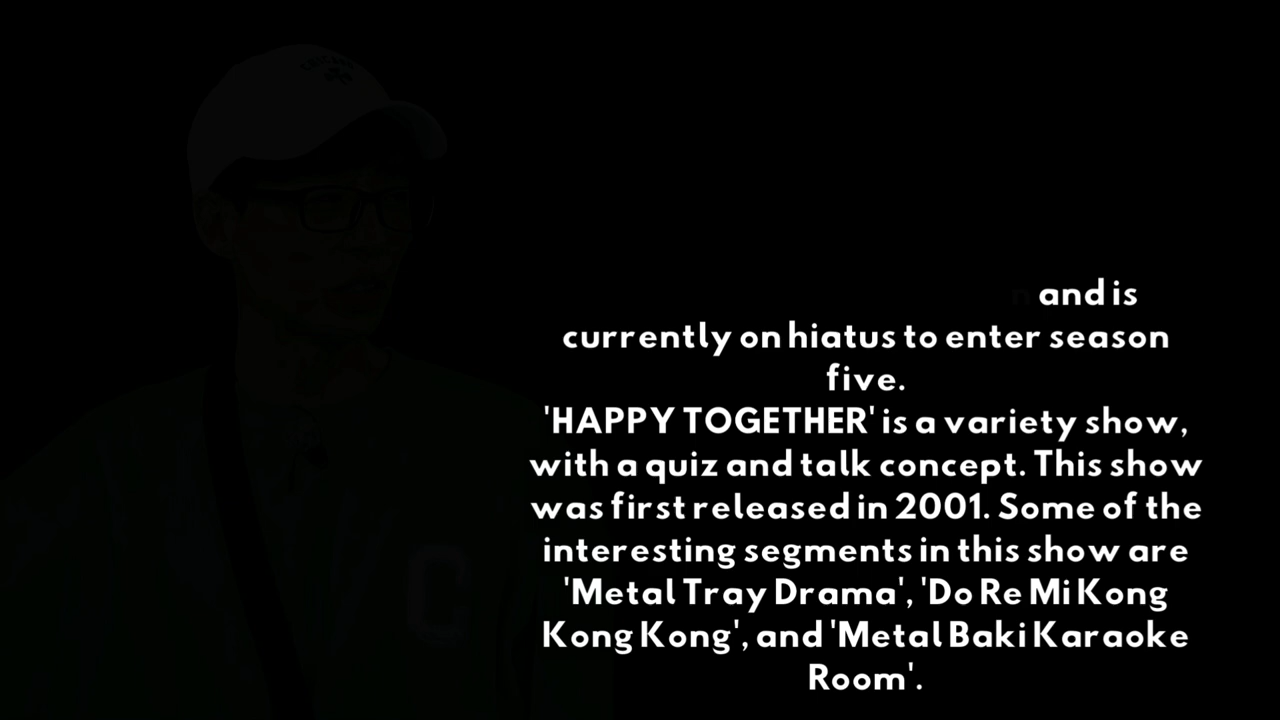 and is
currently on hiatus to enter season
five.
'HAPPY TOGETHER' is a variety show,
with a quiz and talk concept. This show
was first released in 2001. Some of the
interesting segments in this show are
'Metal Tray Drama', 'Do Re Mi Kong
Kong Kong', and 'Metal Baki Karaoke
Room'.